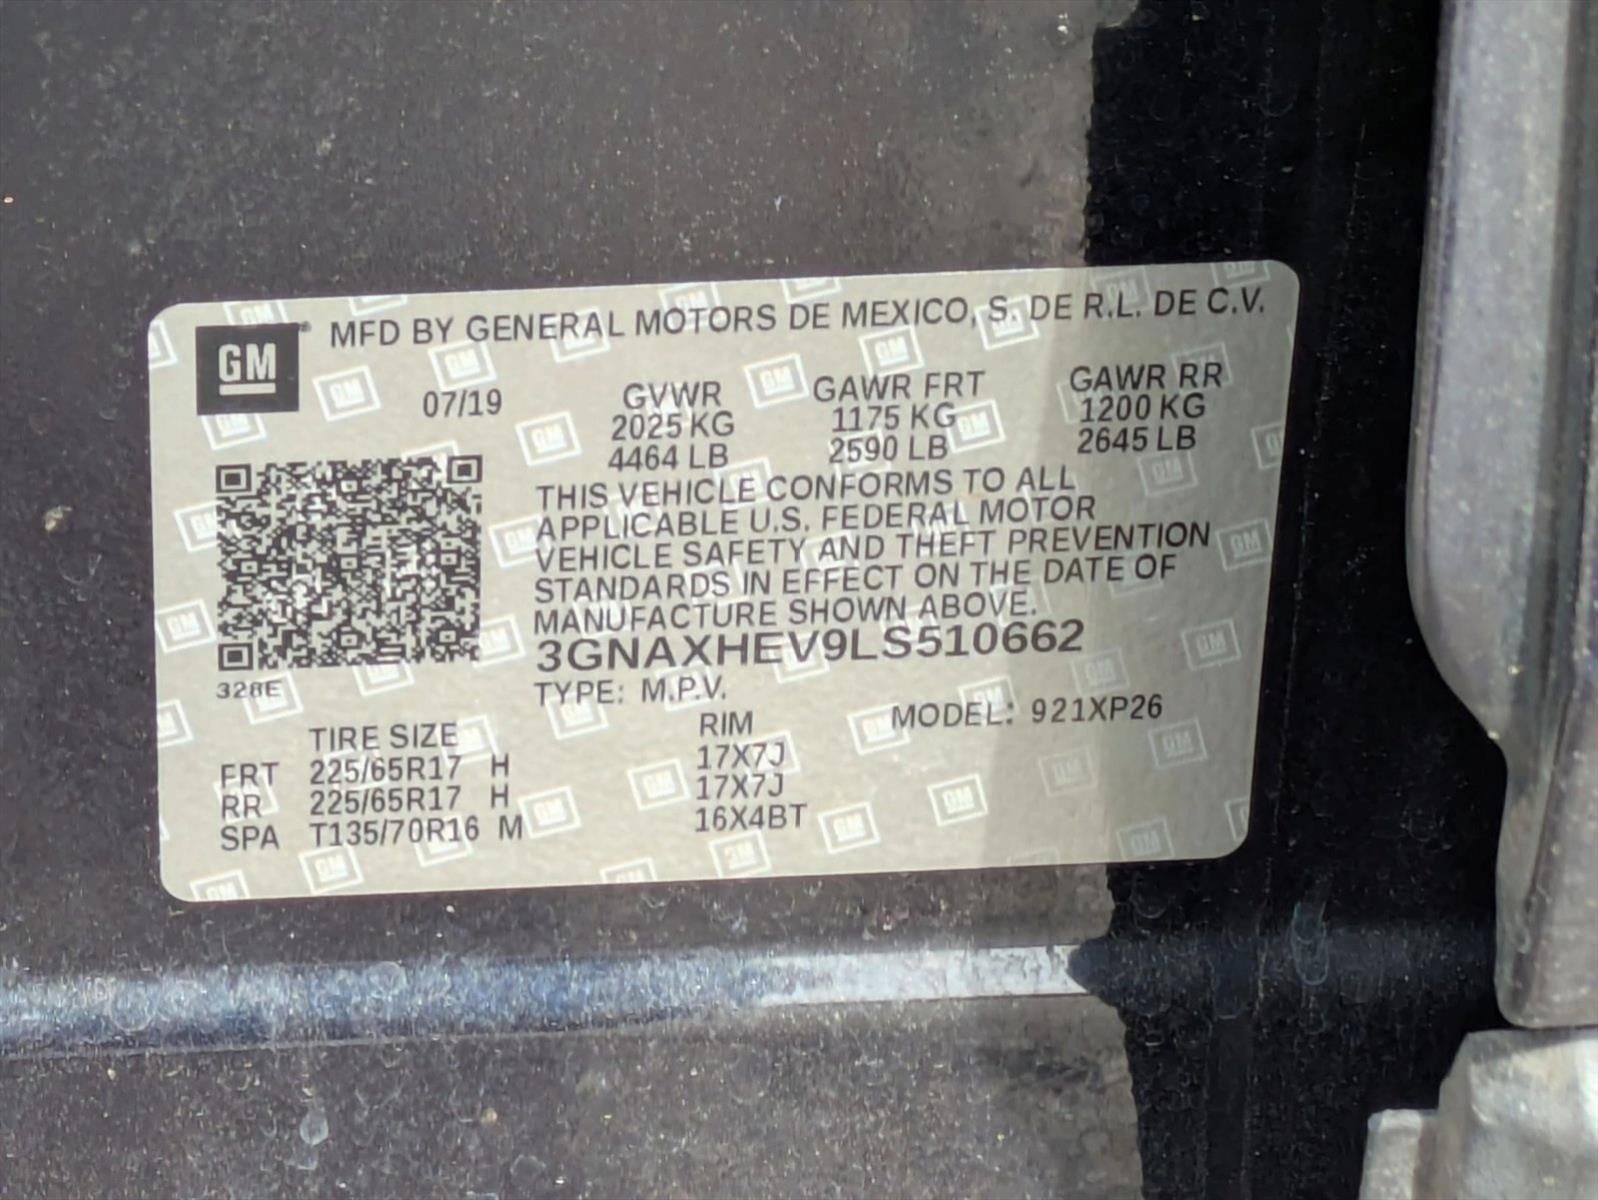 GM MFD BY GENERAL MOTORS DE MEXICO, S. DE R.L. DE C.V.
07/19 GVWR GAWR FRT GAWR RR
2025 KG 1175 KG 1200 KG
4464 LB 2590 LB 2645 LB
THIS VEHICLE CONFORMS TO ALL
APPLICABLE U.S. FEDERAL MOTOR
VEHICLE SAFETY AND THEFT PREVENTION
STANDARDS IN EFFECT ON THE DATE OF
MANUFACTURE SHOWN ABOVE.
3GNAXHEV9LS510662
328E
TYPE: M.P.V.
MODEL: 921XP26
TIRE SIZE RIM
FRT 225/65R17 H 17X7J
RR 225/65R17 H 17X7J
SPA T135/70R16 M 16X4BT